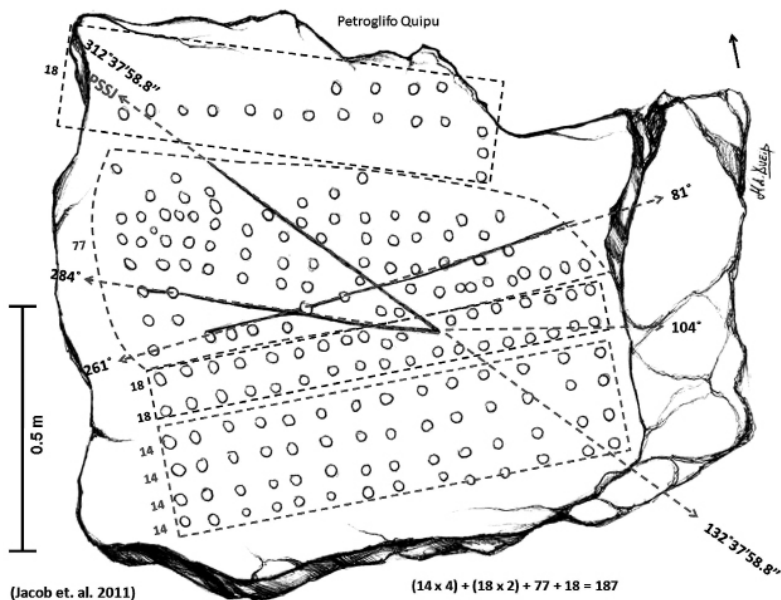 Petroglifo Quipu
312°37'58.8''
PSSJ
18
81°
77
284°
104°
261°
18
18
14
14
14
14
0.5 m
132°37'58.8''
(Jacob et. al. 2011)
(14 x 4) + (18 x 2) + 77 + 18 = 187